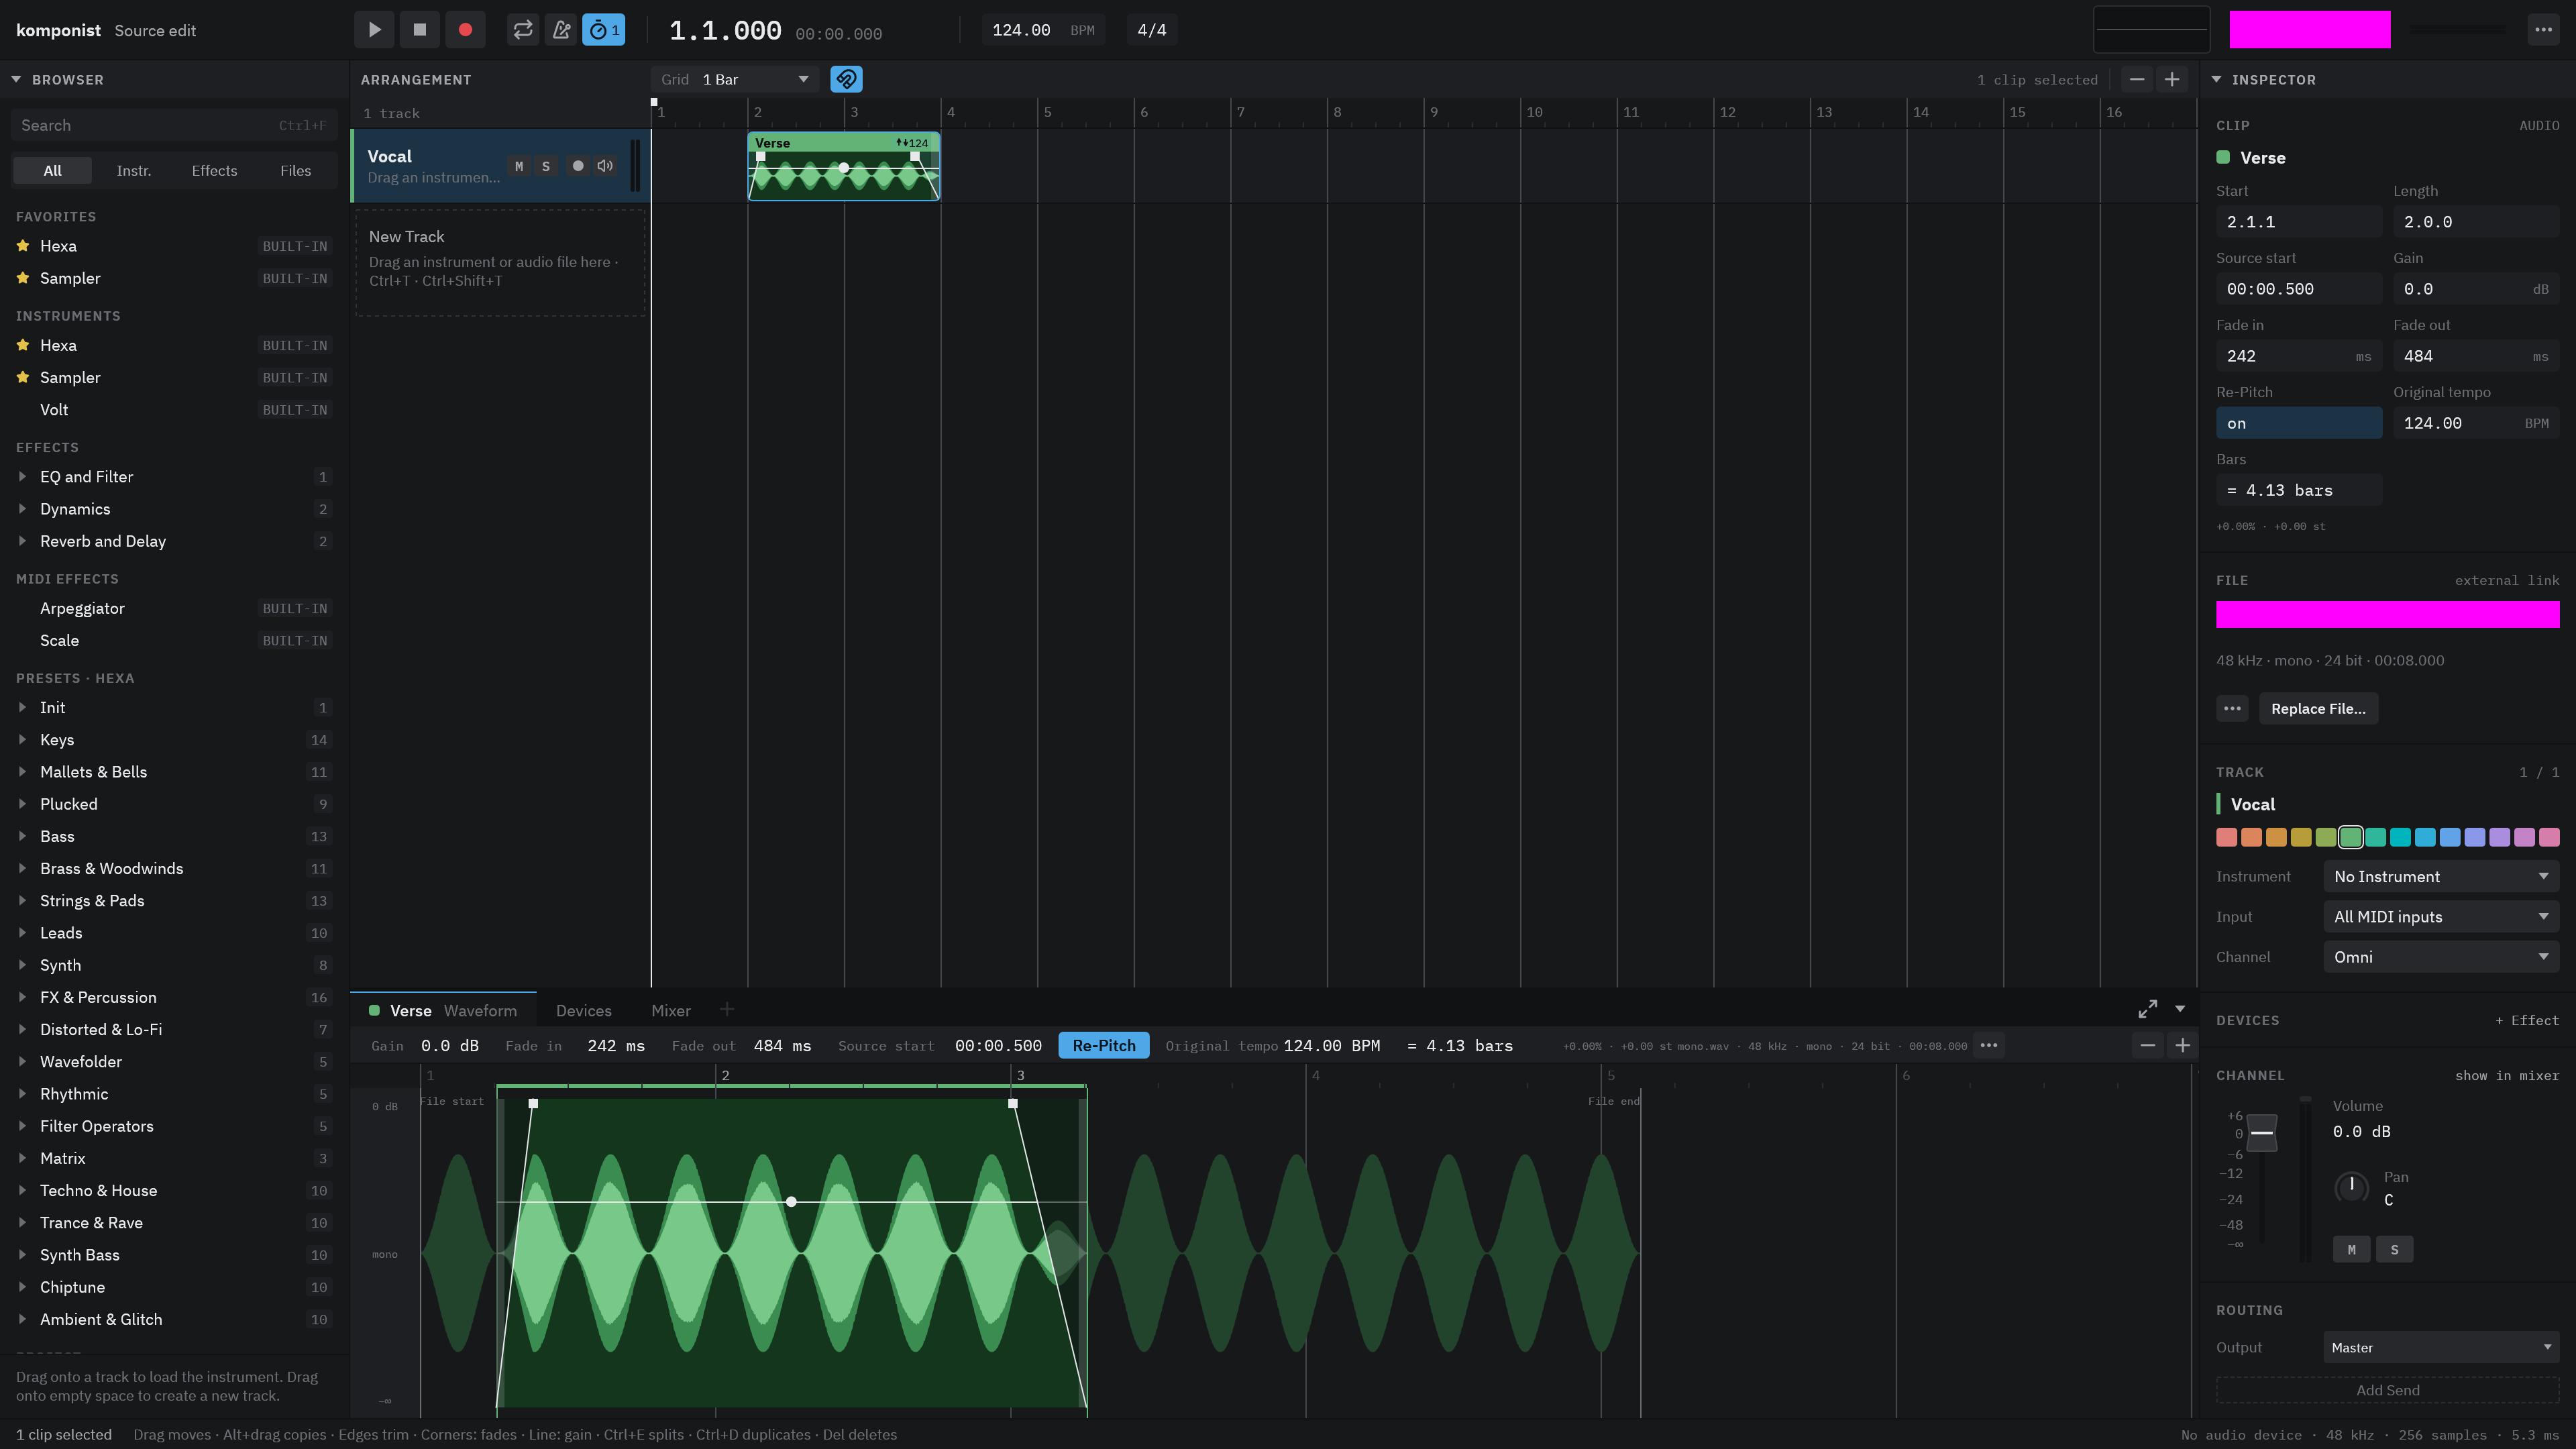 komponist Source edit
1
1.1.000 00:00.000
124.00 BPM
4/4
BROWSER
Search Ctrl+F
All Instr. Effects Files
FAVORITES
Hexa BUILT-IN
Sampler BUILT-IN
INSTRUMENTS
Hexa BUILT-IN
Sampler BUILT-IN
Volt BUILT-IN
EFFECTS
EQ and Filter 1
Dynamics 2
Reverb and Delay 2
MIDI EFFECTS
Arpeggiator BUILT-IN
Scale BUILT-IN
PRESETS · HEXA
Init 1
Keys 14
Mallets & Bells 11
Plucked 9
Bass 13
Brass & Woodwinds 11
Strings & Pads 13
Leads 10
Synth 8
FX & Percussion 16
Distorted & Lo-Fi 7
Wavefolder 5
Rhythmic 5
Filter Operators 5
Matrix 3
Techno & House 10
Trance & Rave 10
Synth Bass 10
Chiptune 10
Ambient & Glitch 10
Drag onto a track to load the instrument. Drag
onto empty space to create a new track.
ARRANGEMENT
Grid 1 Bar
1 clip selected
1 track
1 2 3 4 5 6 7 8 9 10 11 12 13 14 15 16
Vocal
Drag an instrumen...
M S
Verse 124
New Track
Drag an instrument or audio file here ·
Ctrl+T · Ctrl+Shift+T
Verse Waveform
Devices
Mixer
Gain 0.0 dB Fade in 242 ms Fade out 484 ms Source start 00:00.500 Re-Pitch Original tempo 124.00 BPM = 4.13 bars +0.00% · +0.00 st mono.wav · 48 kHz · mono · 24 bit · 00:08.000
1 2 3 4 5 6
0 dB
mono
−∞
File start
File end
INSPECTOR
CLIP AUDIO
Verse
Start Length
2.1.1 2.0.0
Source start Gain
00:00.500 0.0 dB
Fade in Fade out
242 ms 484 ms
Re-Pitch Original tempo
on 124.00 BPM
Bars
= 4.13 bars
+0.00% · +0.00 st
FILE external link
48 kHz · mono · 24 bit · 00:08.000
Replace File...
TRACK 1 / 1
Vocal
Instrument No Instrument
Input All MIDI inputs
Channel Omni
DEVICES + Effect
CHANNEL show in mixer
+6
0
−6
−12
−24
−48
−∞
Volume
0.0 dB
Pan
C
M S
ROUTING
Output Master
Add Send
1 clip selected Drag moves · Alt+drag copies · Edges trim · Corners: fades · Line: gain · Ctrl+E splits · Ctrl+D duplicates · Del deletes
No audio device · 48 kHz · 256 samples · 5.3 ms